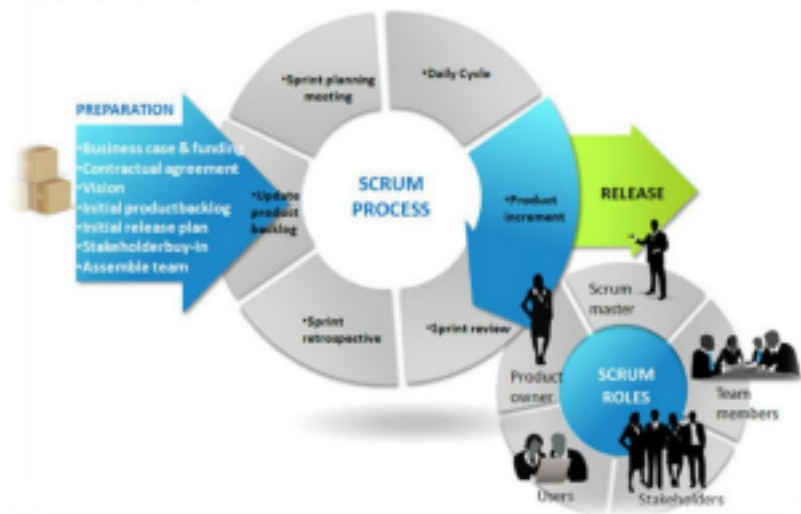 PREPARATION
•Business case & funding
•Contractual agreement
•Vision
•Initial productbacklog
•Initial release plan
•Stakeholderbuy-in
•Assemble team
•Sprint planning
meeting
•Daily Cycle
•Update
product
backlog
SCRUM
PROCESS
•Product
increment
RELEASE
•Sprint
retrospective
•Sprint review
Scrum
master
Product
owner
SCRUM
ROLES
Team
members
Users
Stakeholders